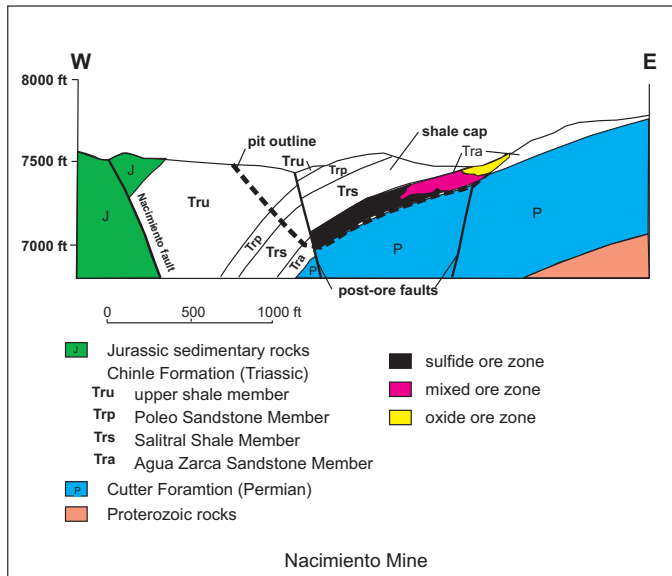 W
E
8000 ft
7500 ft
7000 ft
pit outline
shale cap
Tru
Trp
Tra
Trs
J
J
Nacimiento fault
Tru
Trp
Trs
Tra
P
P
P
post-ore faults
0 500 1000 ft
J Jurassic sedimentary rocks
Chinle Formation (Triassic)
Tru upper shale member
Trp Poleo Sandstone Member
Trs Salitral Shale Member
Tra Agua Zarca Sandstone Member
P Cutter Foramtion (Permian)
Proterozoic rocks
sulfide ore zone
mixed ore zone
oxide ore zone
Nacimiento Mine